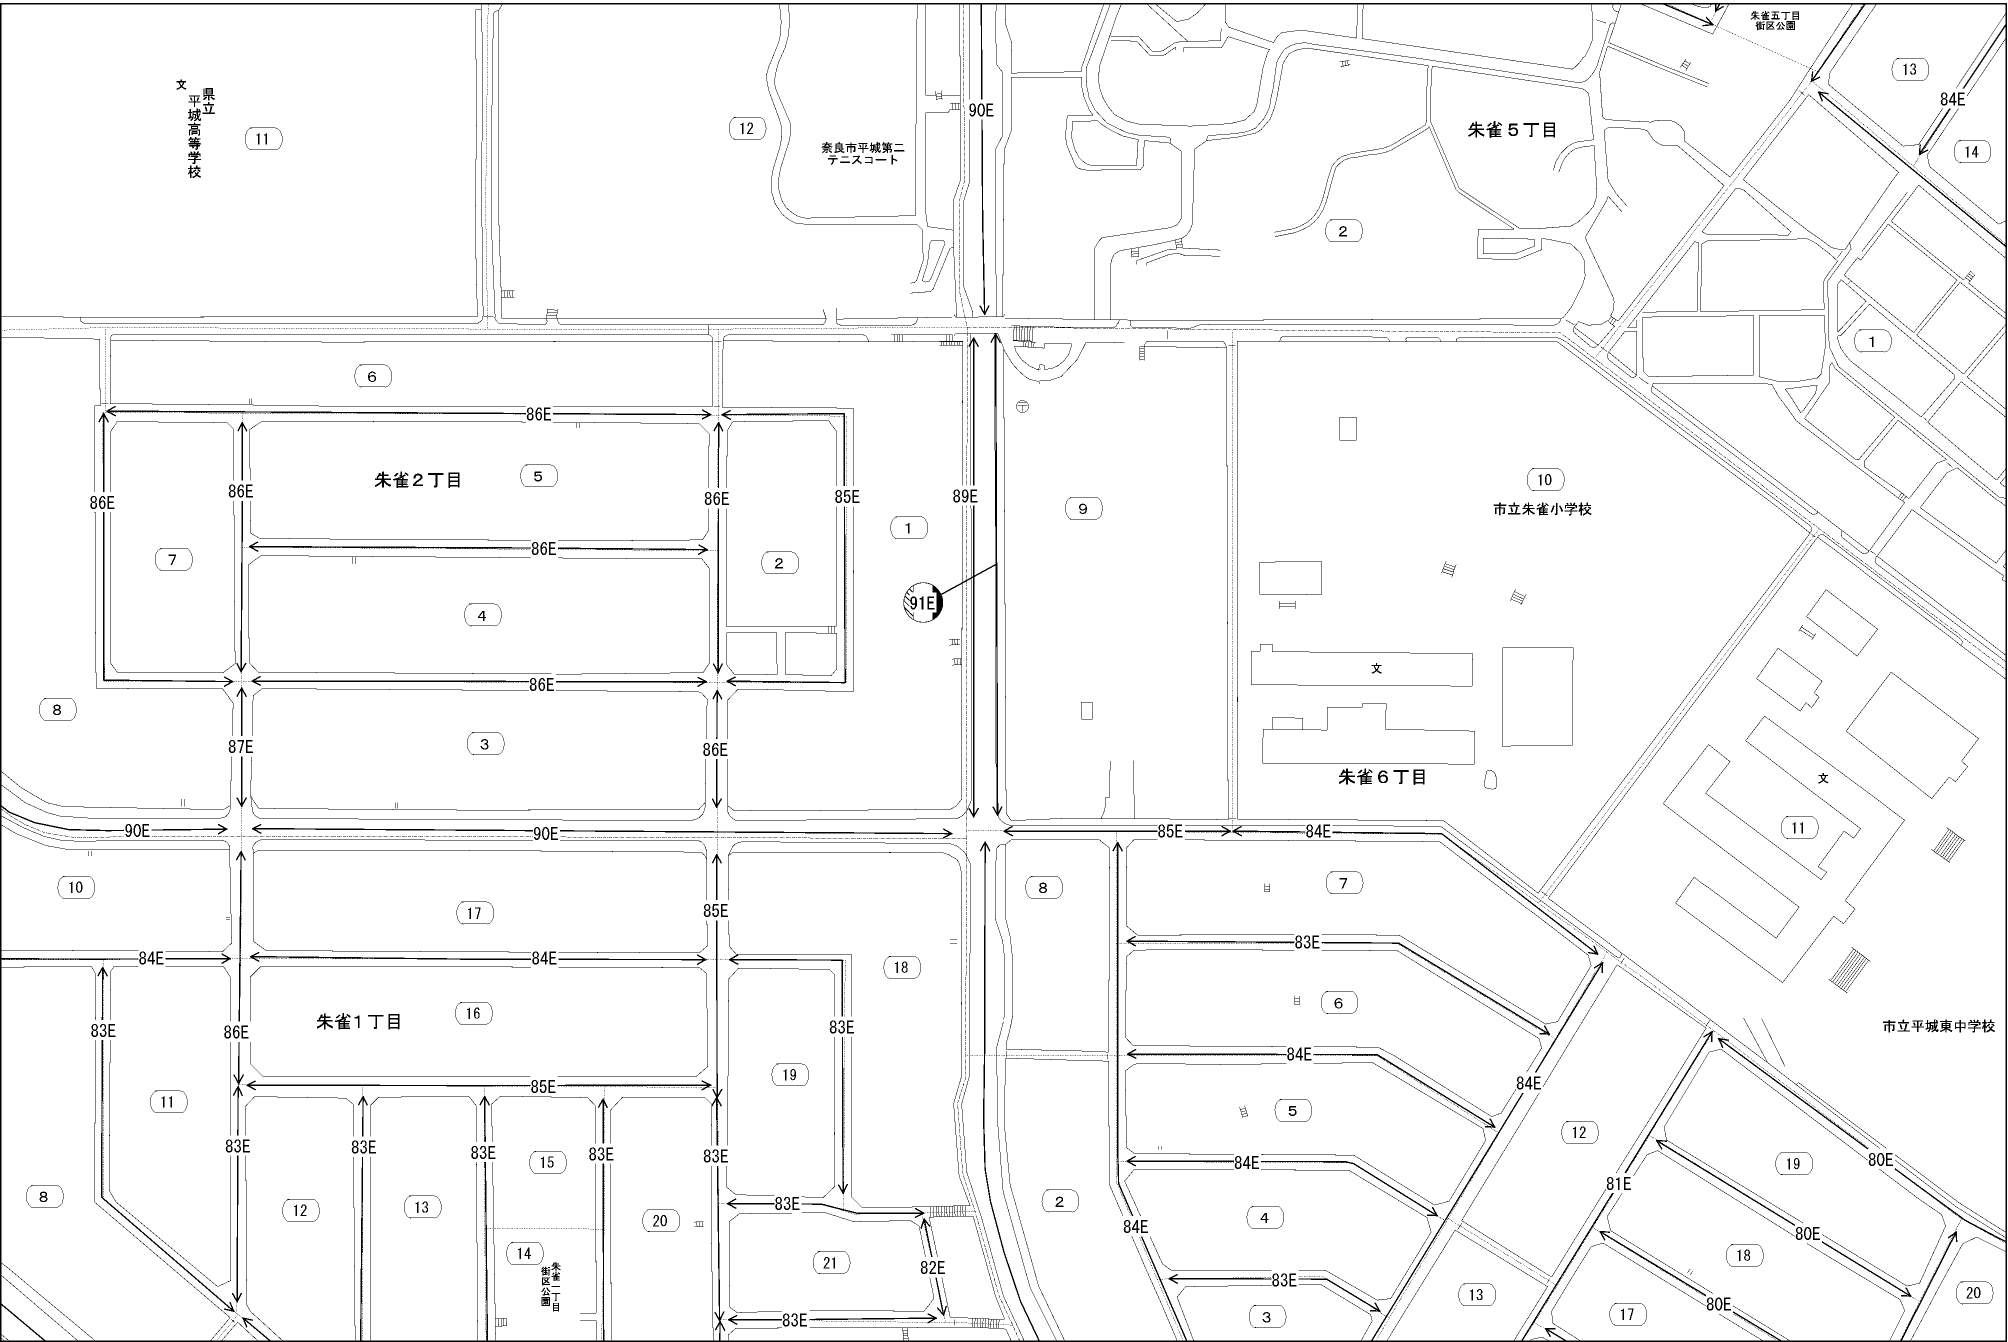 朱雀五丁目
街区公園
県立
平城高等学校
文
11
12
奈良市平城第二
テニスコート
90E
朱雀5丁目
2
13
84E
14
1
6
86E
86E
86E
朱雀2丁目
5
86E
85E
89E
1
9
10
市立朱雀小学校
7
86E
2
4
91E
文
86E
8
87E
3
86E
朱雀6丁目
文
11
90E
90E
85E
84E
10
17
85E
8
7
84E
84E
18
83E
83E
朱雀1丁目
16
86E
83E
6
市立平城東中学校
19
84E
85E
84E
11
5
12
83E
83E
83E
15
83E
83E
84E
19
80E
8
12
13
20
83E
2
81E
14
4
84E
80E
朱雀一丁目
街区公園
21
82E
18
83E
13
20
83E
3
17
80E